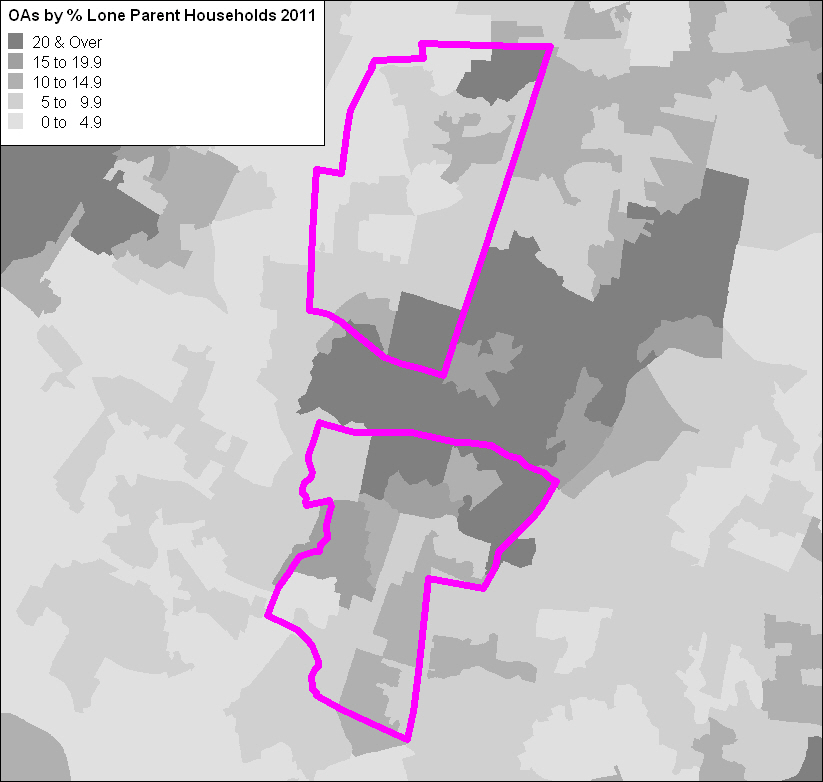 OAs by % Lone Parent Households 2011
20 & Over
15 to 19.9
10 to 14.9
5 to 9.9
0 to 4.9